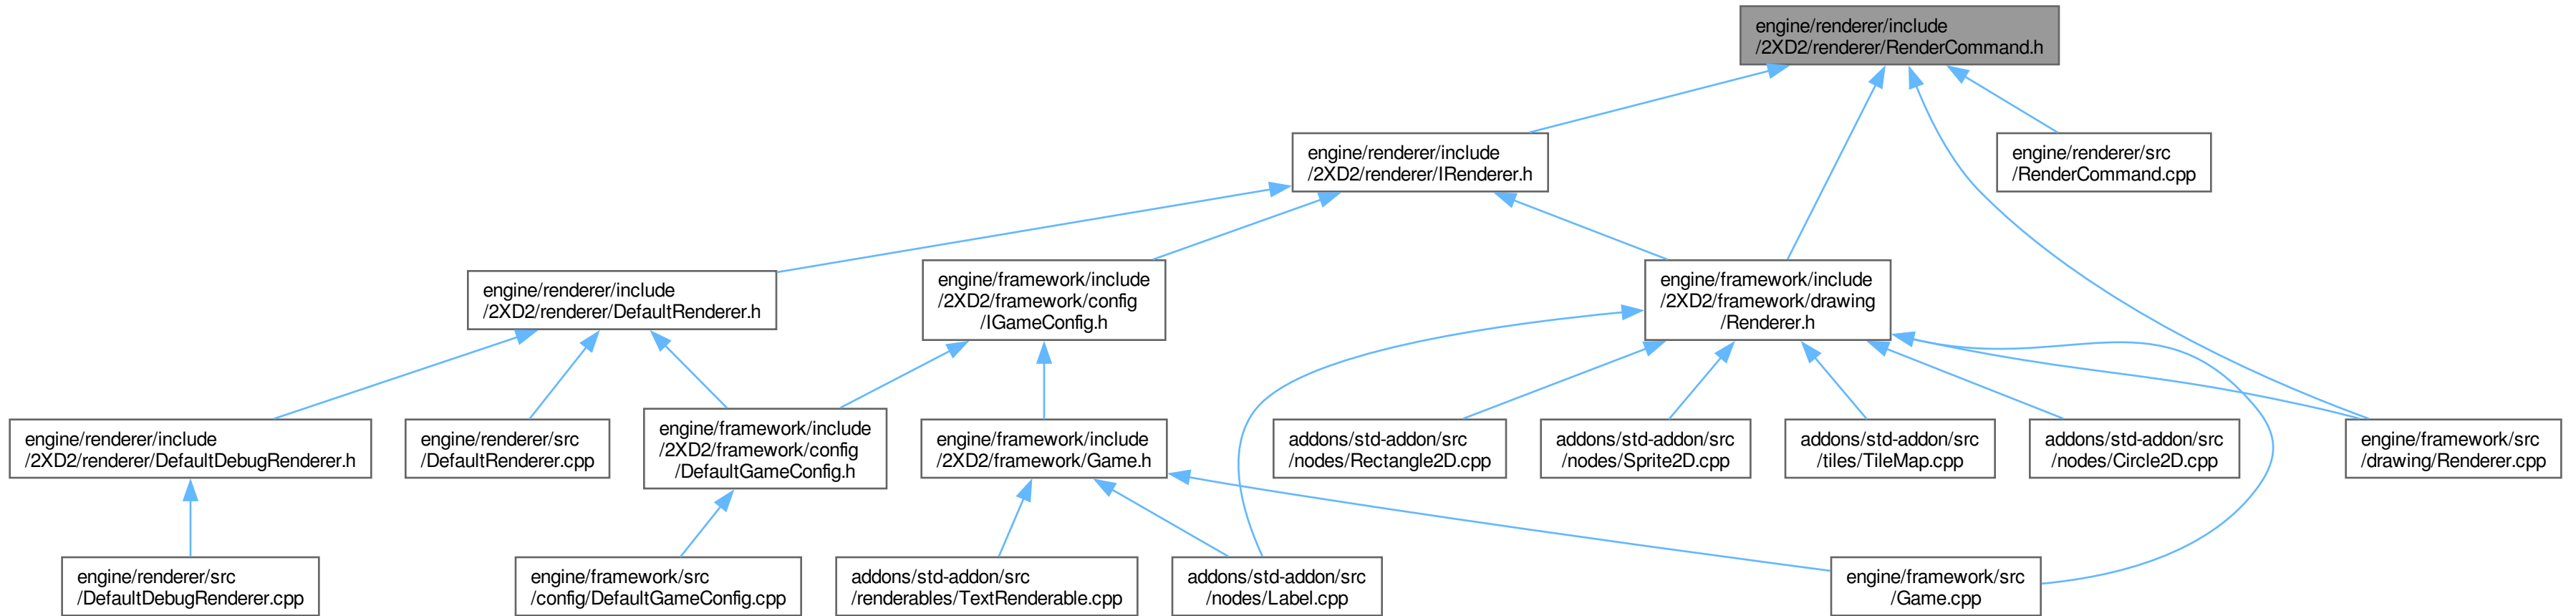 engine/renderer/include
/2XD2/renderer/RenderCommand.h
engine/renderer/include
/2XD2/renderer/IRenderer.h
engine/renderer/src
/RenderCommand.cpp
engine/renderer/include
/2XD2/renderer/DefaultRenderer.h
engine/framework/include
/2XD2/framework/config
/IGameConfig.h
engine/framework/include
/2XD2/framework/drawing
/Renderer.h
engine/renderer/include
/2XD2/renderer/DefaultDebugRenderer.h
engine/renderer/src
/DefaultRenderer.cpp
engine/framework/include
/2XD2/framework/config
/DefaultGameConfig.h
engine/framework/include
/2XD2/framework/Game.h
addons/std-addon/src
/nodes/Rectangle2D.cpp
addons/std-addon/src
/nodes/Sprite2D.cpp
addons/std-addon/src
/tiles/TileMap.cpp
addons/std-addon/src
/nodes/Circle2D.cpp
engine/framework/src
/drawing/Renderer.cpp
engine/renderer/src
/DefaultDebugRenderer.cpp
engine/framework/src
/config/DefaultGameConfig.cpp
addons/std-addon/src
/renderables/TextRenderable.cpp
addons/std-addon/src
/nodes/Label.cpp
engine/framework/src
/Game.cpp